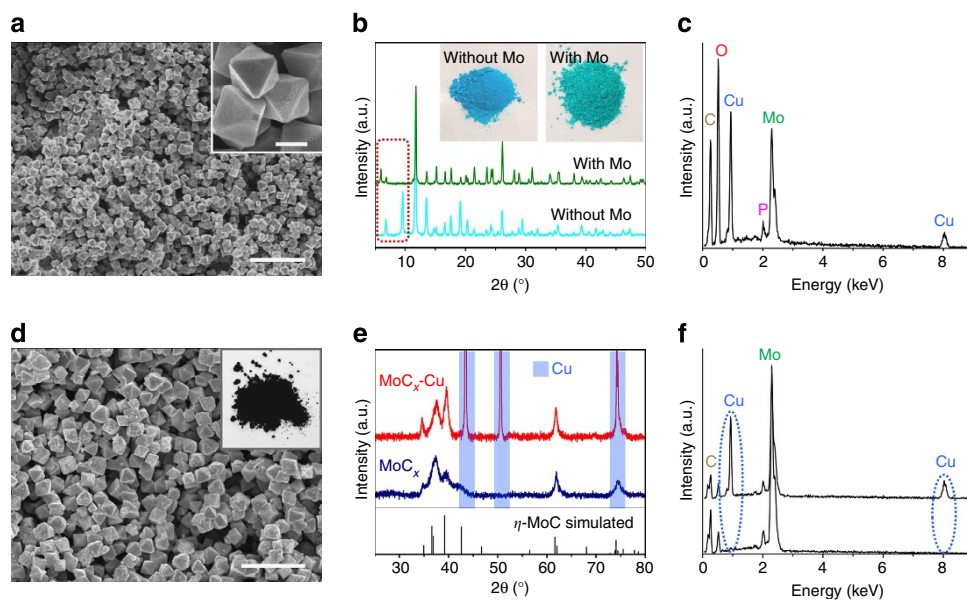 a
b
Intensity (a.u.)
Without Mo
With Mo
With Mo
Without Mo
10 20 30 40 50
2θ (°)
c
Intensity (a.u.)
O
C
Cu
Mo
P
Cu
0 2 4 6 8
Energy (keV)
d
e
Intensity (a.u.)
Cu
MoCx-Cu
MoCx
η-MoC simulated
30 40 50 60 70 80
2θ (°)
f
Intensity (a.u.)
Mo
Cu
C
Cu
0 2 4 6 8
Energy (keV)